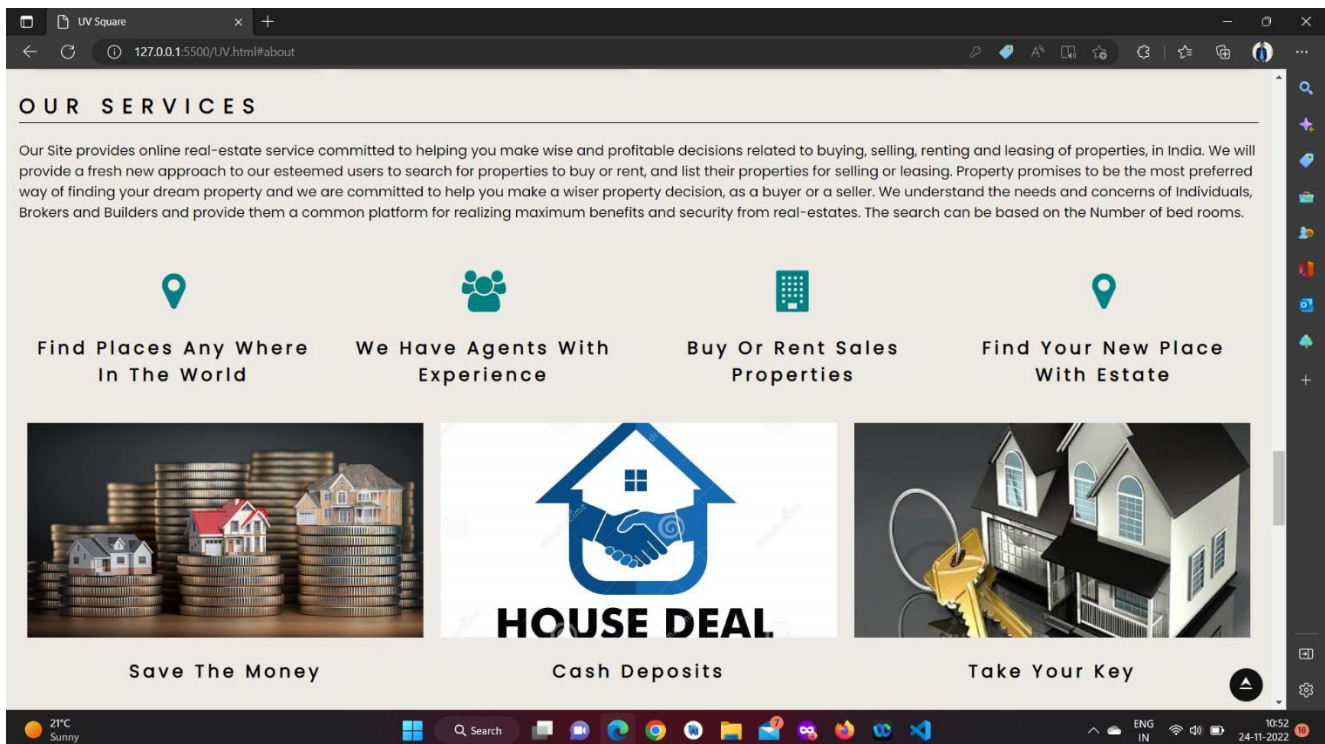 UV Square
127.0.0.1:5500/UV.html#about
OUR SERVICES
Our Site provides online real-estate service committed to helping you make wise and profitable decisions related to buying, selling, renting and leasing of properties, in India. We will
provide a fresh new approach to our esteemed users to search for properties to buy or rent, and list their properties for selling or leasing. Property promises to be the most preferred
way of finding your dream property and we are committed to help you make a wiser property decision, as a buyer or a seller. We understand the needs and concerns of Individuals,
Brokers and Builders and provide them a common platform for realizing maximum benefits and security from real-estates. The search can be based on the Number of bed rooms.
Find Places Any Where
In The World
We Have Agents With
Experience
Buy Or Rent Sales
Properties
Find Your New Place
With Estate
HOUSE DEAL
Save The Money
Cash Deposits
Take Your Key
21°C
Sunny
Search
7
ENG
IN
10:52
24-11-2022
18